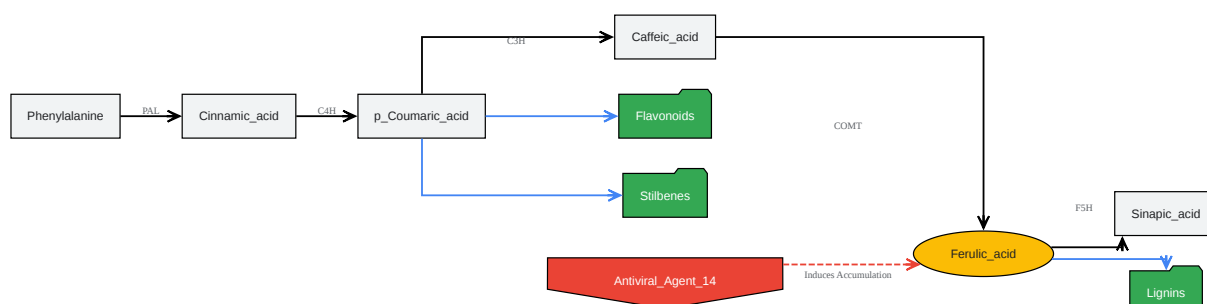 Caffeic_acid
C3H
Phenylalanine
PAL
Cinnamic_acid
C4H
p_Coumaric_acid
Flavonoids
COMT
Stilbenes
F5H
Sinapic_acid
Ferulic_acid
Antiviral_Agent_14
Induces Accumulation
Lignins